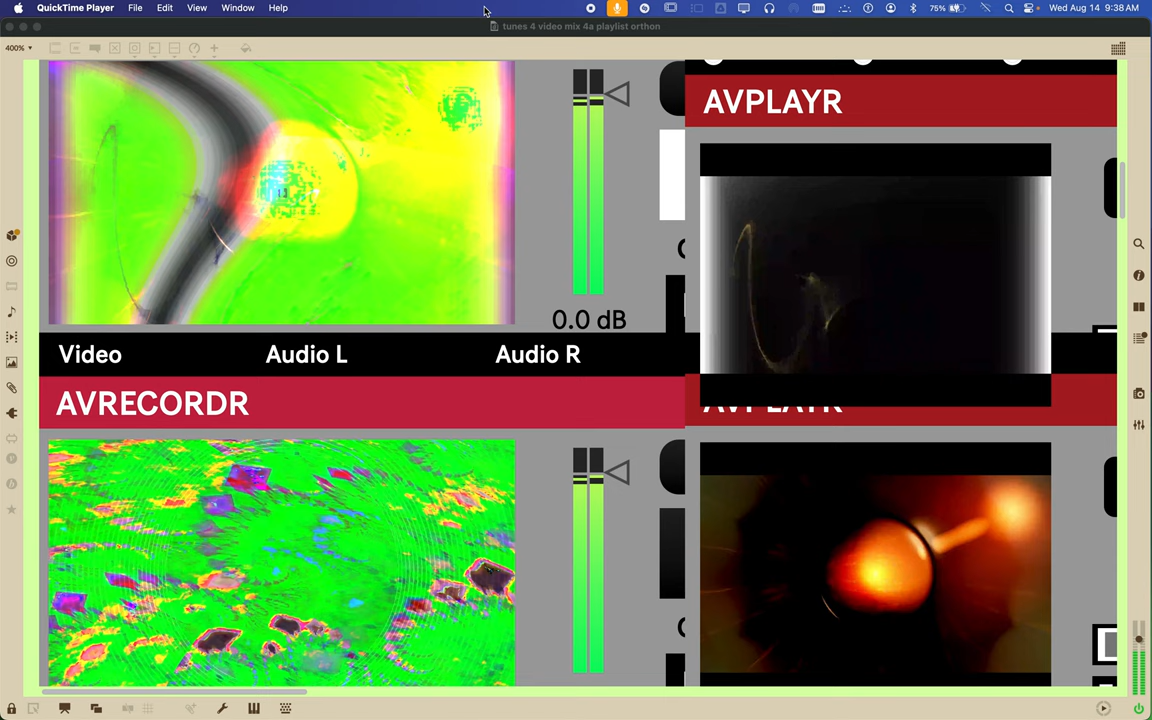 QuickTime Player File Edit View Window Help 75% Wed Aug 14 9:38 AM
tunes 4 video mix 4a playlist orthon
400%
AVPLAYR
0.0 dB
Video Audio L Audio R
AVRECORDR